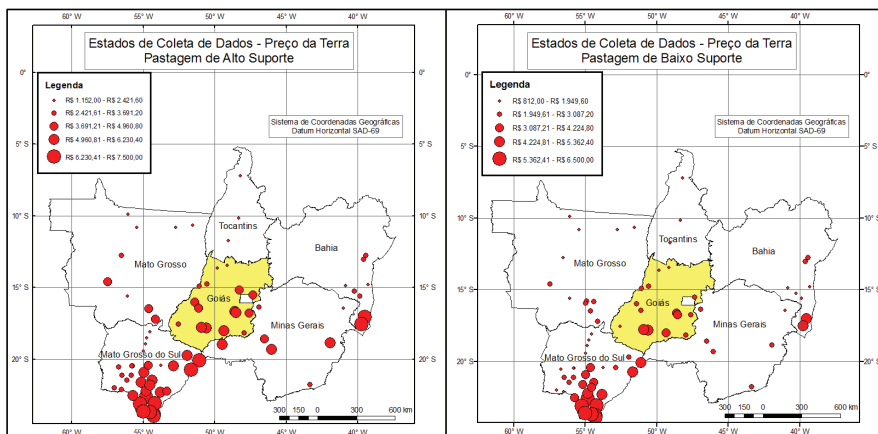 Estados de Coleta de Dados - Preço da Terra
Pastagem de Alto Suporte
Legenda
R$ 1.152,00 - R$ 2.421,60
R$ 2.421,61 - R$ 3.691,20
R$ 3.691,21 - R$ 4.960,80
R$ 4.960,81 - R$ 6.230,40
R$ 6.230,41 - R$ 7.500,00
Sistema de Coordenadas Geográficas
Datum Horizontal SAD-69
60° W 55° W 50° W 45° W 40° W
0°
5° S
10° S
15° S
20° S
Tocantins
Bahia
Mato Grosso
Goiás
Minas Gerais
Mato Grosso do Sul
300 150 0 300 600 km
60° W 55° W 50° W 45° W 40° W
60° W 55° W 50° W 45° W 40° W
Estados de Coleta de Dados - Preço da Terra
Pastagem de Baixo Suporte
Legenda
R$ 812,00 - R$ 1.949,60
R$ 1.949,61 - R$ 3.087,20
R$ 3.087,21 - R$ 4.224,80
R$ 4.224,81 - R$ 5.362,40
R$ 5.362,41 - R$ 6.500,00
Sistema de Coordenadas Geográficas
Datum Horizontal SAD-69
0°
5° S
10° S
15° S
20° S
Tocantins
Bahia
Mato Grosso
Goiás
Minas Gerais
Mato Grosso do Sul
300 150 0 300 600 km
60° W 55° W 50° W 45° W 40° W